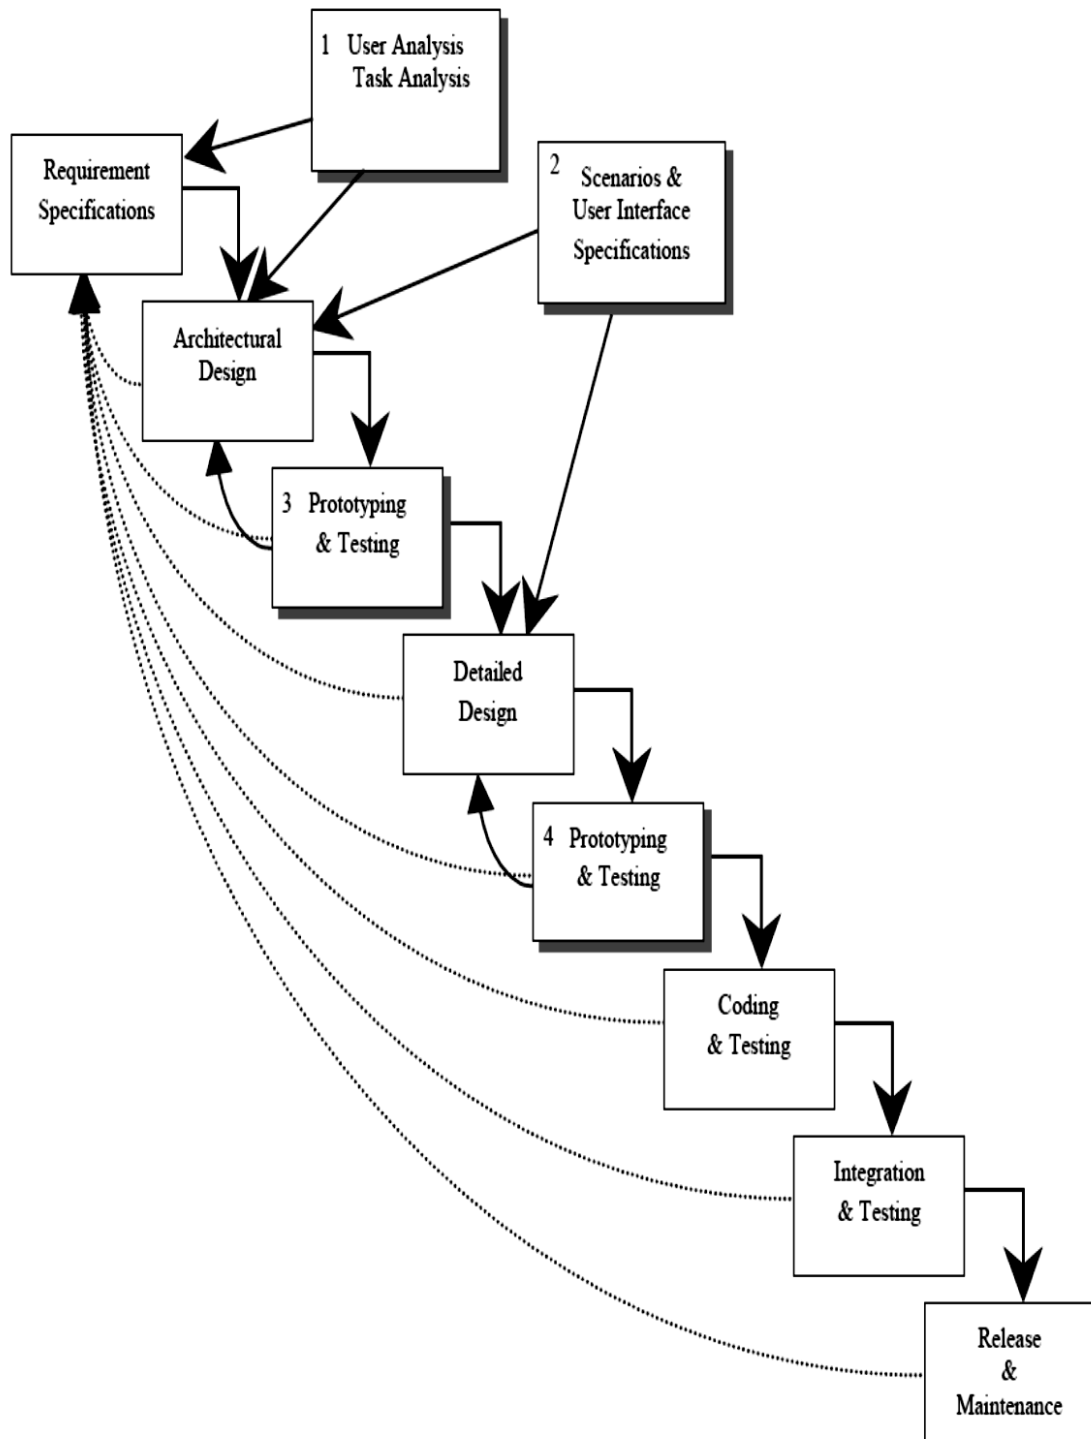 1 User Analysis
Task Analysis
Requirement
Specifications
2 Scenarios &
User Interface
Specifications
Architectural
Design
3 Prototyping
& Testing
Detailed
Design
4 Prototyping
& Testing
Coding
& Testing
Integration
& Testing
Release
&
Maintenance